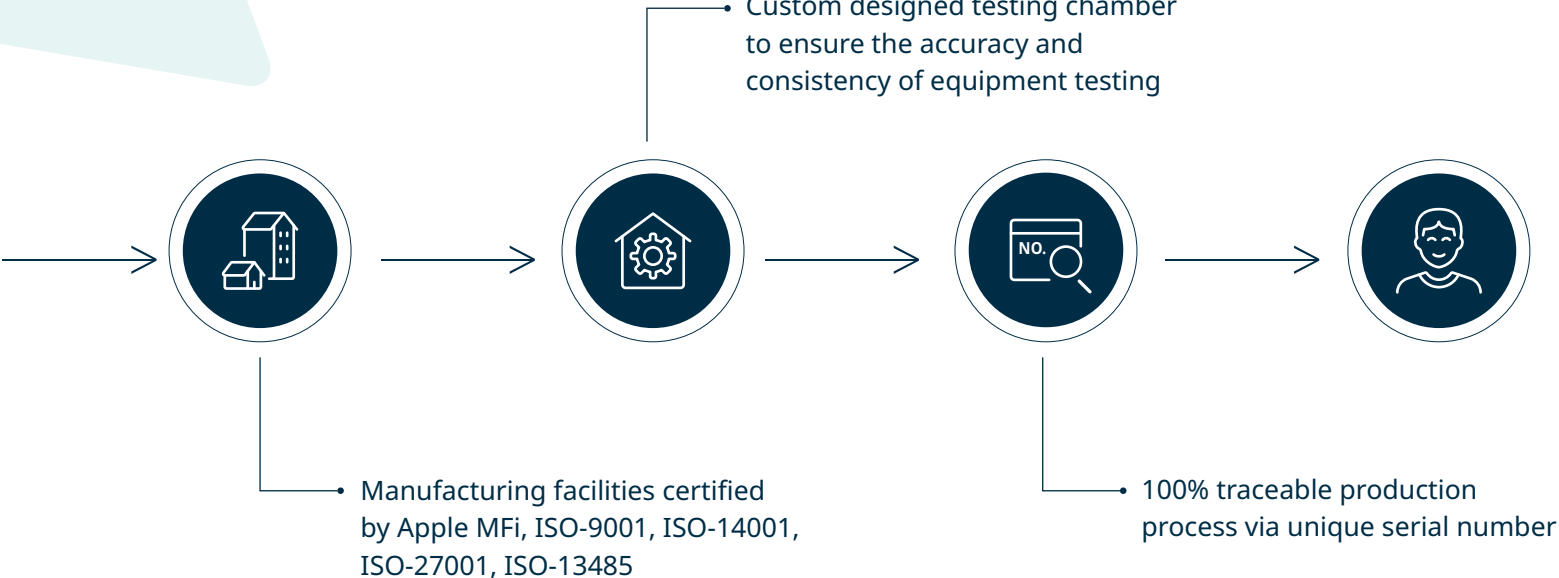 Custom designed testing chamber
to ensure the accuracy and
consistency of equipment testing
NO.
Manufacturing facilities certified
by Apple MFi, ISO-9001, ISO-14001,
ISO-27001, ISO-13485
100% traceable production
process via unique serial number